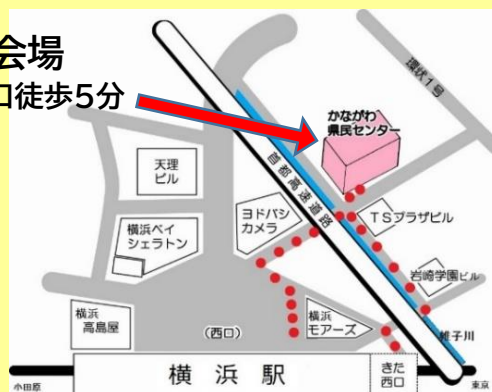 会場
口徒歩5分
環状1号
かながわ
県民センター
天理
ビル
首都高速道路
ヨドバシ
カメラ
TSプラザビル
横浜ベイ
シェラトン
岩崎学園ビル
横浜
高島屋
(西口)
横浜
モアーズ
帷子川
横浜駅
きた
西口
小田原
東京